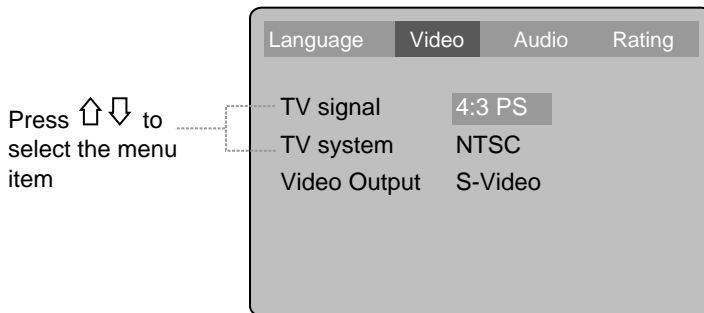 Language Video Audio Rating
TV signal 4:3 PS
TV system NTSC
Video Output S-Video
Press ⇧ ⇩ to
select the menu
item